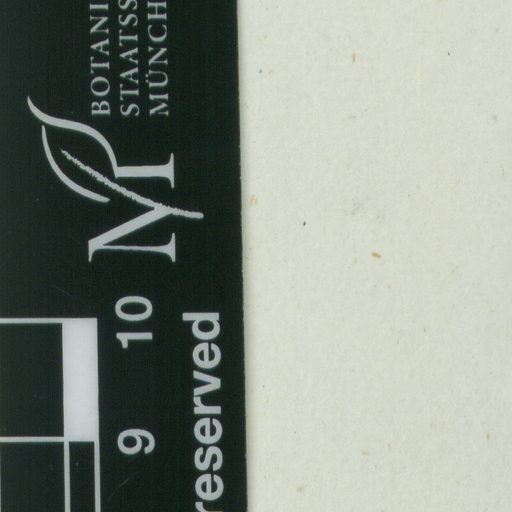 BOTANI
STAATSS
MÜNCH
M
9 10
reserved